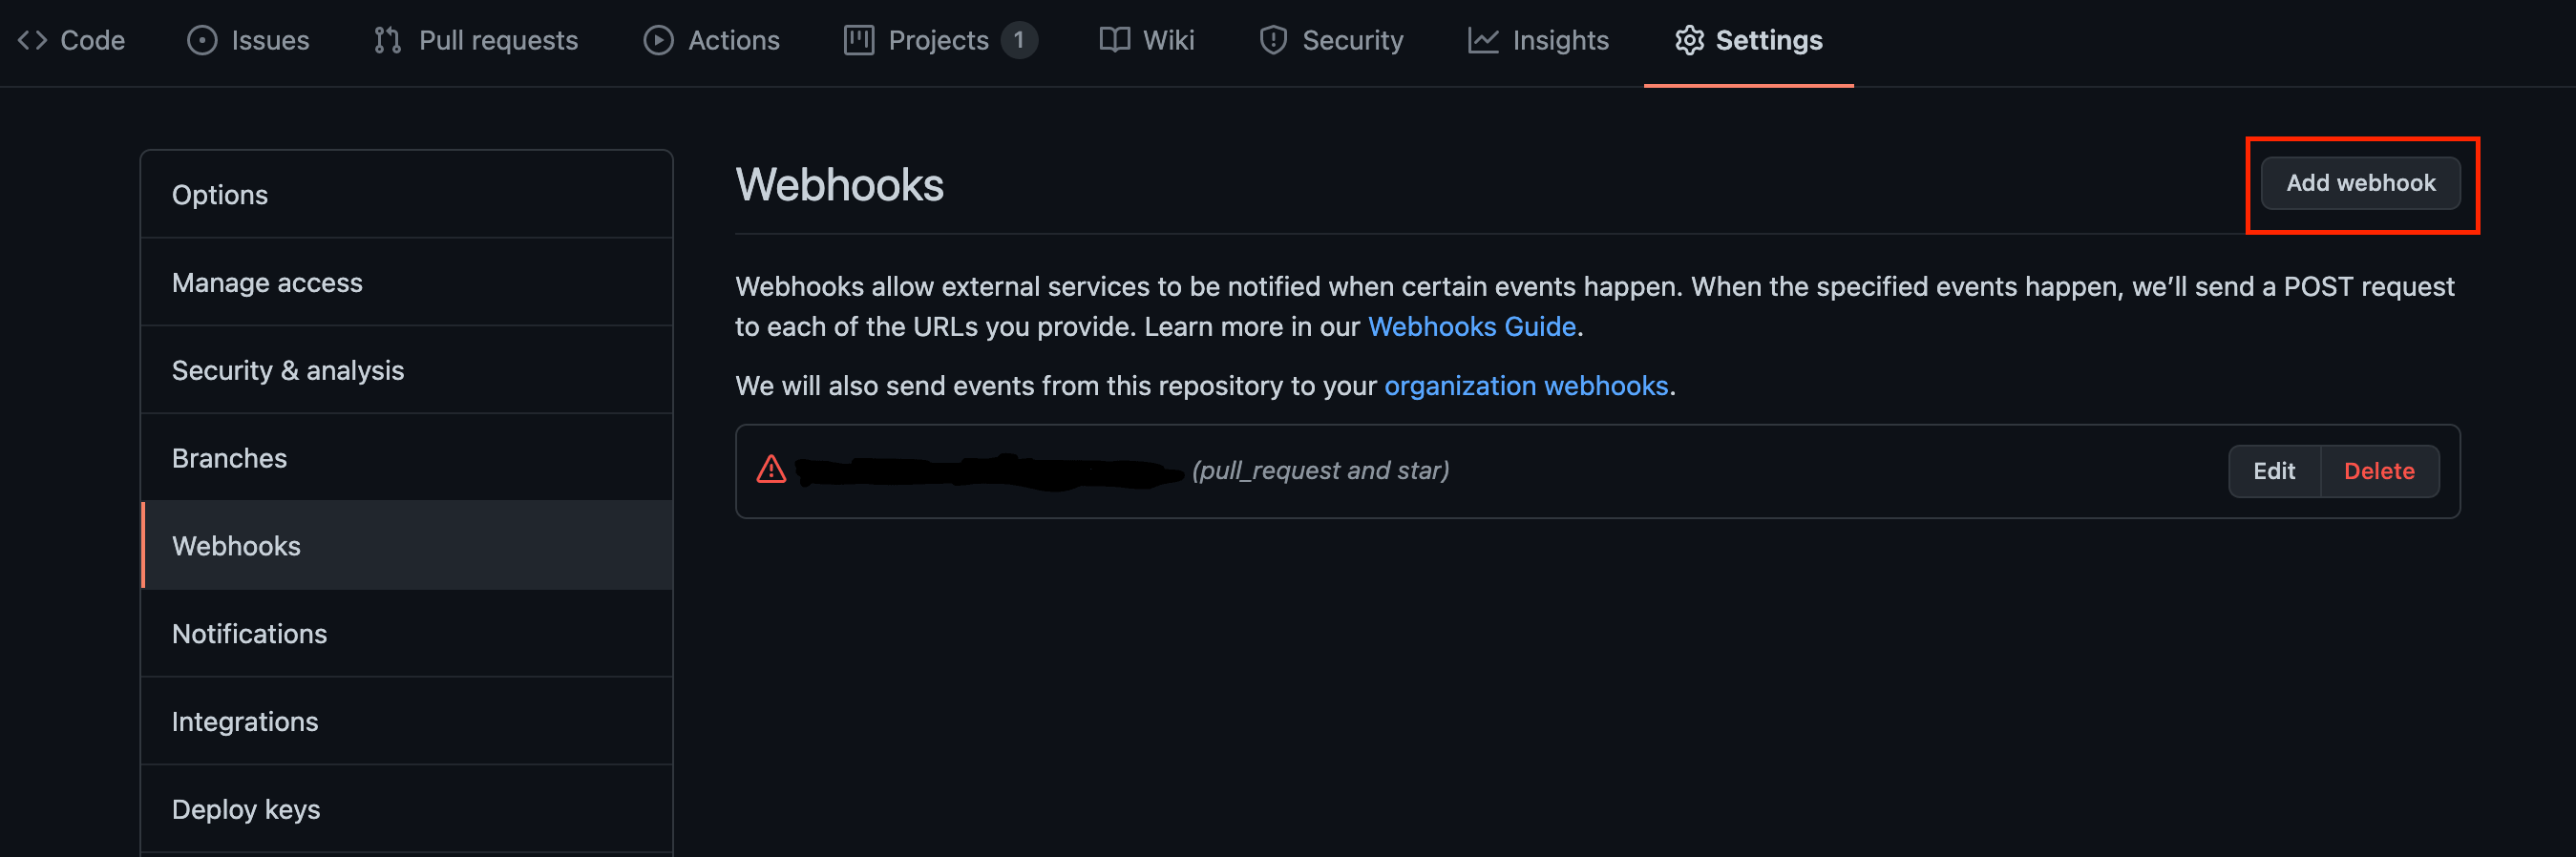 Code Issues Pull requests Actions Projects 1 Wiki Security Insights Settings
Options
Manage access
Security & analysis
Branches
Webhooks
Notifications
Integrations
Deploy keys
Webhooks
Add webhook
Webhooks allow external services to be notified when certain events happen. When the specified events happen, we’ll send a POST request
to each of the URLs you provide. Learn more in our Webhooks Guide.
We will also send events from this repository to your organization webhooks.
(pull_request and star)
Edit Delete